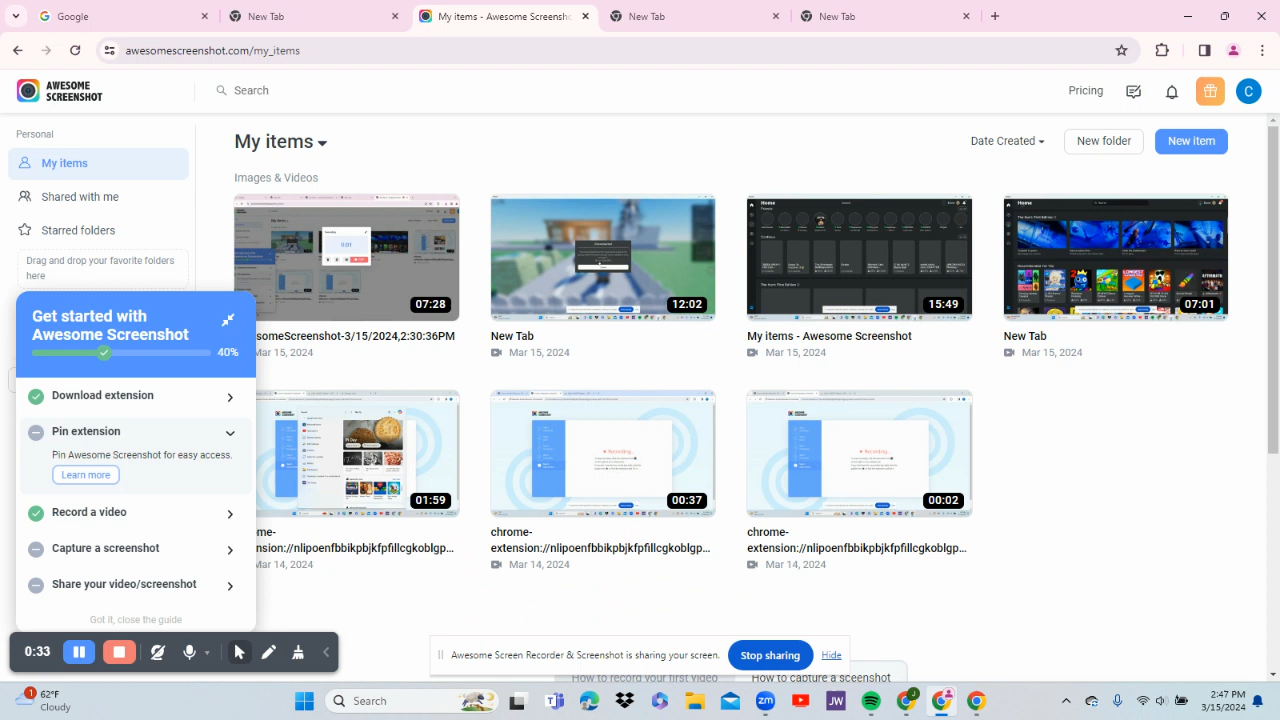 Google
New Tab
My items - Awesome Screensho
New Tab
New Tab
awesomescreenshot.com/my_items
AWESOME
SCREENSHOT
Search
Pricing
C
Personal
My items
Shared with me
Starred folders
Drag and drop your favorite folders
here
My items
Date Created
New folder
New item
Images & Videos
07:28
12:02
15:49
07:01
someScreenshot-3/15/2024,2:30:36PM
New Tab
My items - Awesome Screenshot
New Tab
Mar 15, 2024
Mar 15, 2024
Mar 15, 2024
Mar 15, 2024
01:59
00:37
00:02
me-
chrome-
chrome-
nsion://nlipoenfbbikpbjkfpfillcgkoblgp...
extension://nlipoenfbbikpbjkfpfillcgkoblgp...
extension://nlipoenfbbikpbjkfpfillcgkoblgp...
Mar 14, 2024
Mar 14, 2024
Mar 14, 2024
Get started with
Awesome Screenshot
40%
Download extension
Pin extension
Pin Awesome Screenshot for easy access.
Learn more
Record a video
Capture a screenshot
Share your video/screenshot
Got it, close the guide
0:33
Awesome Screen Recorder & Screenshot is sharing your screen.
Stop sharing
Hide
How to record your first video
How to capture a screenshot
1
62°F
Cloudy
Search
zm
JW
J
2:47 PM
3/15/2024